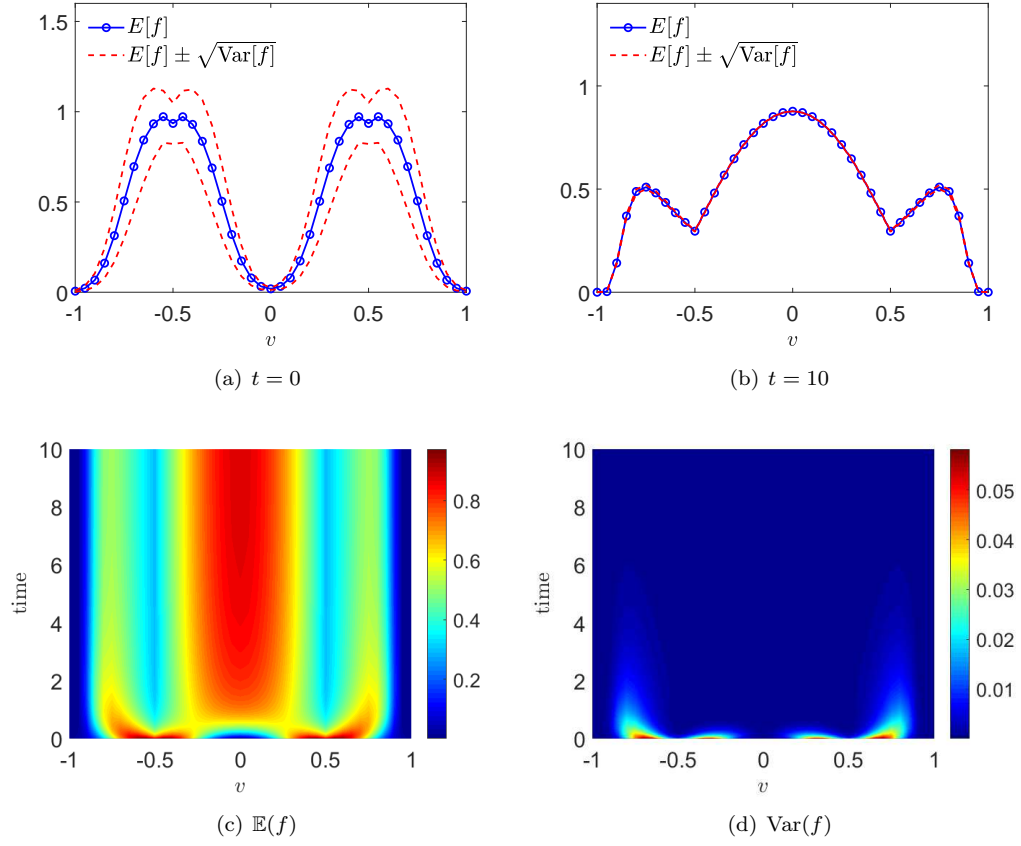 E[f]
E[f] ± √Var[f]
1.5
1
0.5
0
-1 -0.5 0 0.5 1
v
(a) t = 0
E[f]
E[f] ± √Var[f]
1
0.5
0
-1 -0.5 0 0.5 1
v
(b) t = 10
10
8
6
4
2
0
time
-1 -0.5 0 0.5 1
v
0.8
0.6
0.4
0.2
(c) 𝔼(f)
10
8
6
4
2
0
time
-1 -0.5 0 0.5 1
v
0.05
0.04
0.03
0.02
0.01
(d) Var(f)